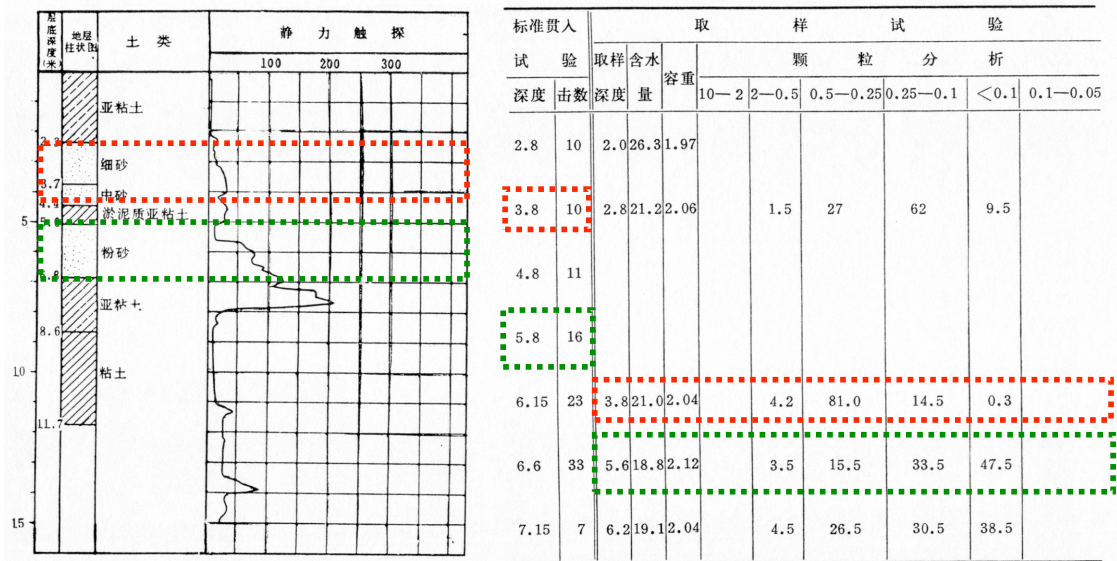 层底深度(米) 地层柱状图 土 类 静 力 触 探
100 200 300
亚粘土
细砂
3.7
中砂
淤泥质亚粘土
5
粉砂
亚粘土
8.6
10
粘土
11.7
15
标准贯入 取 样 试 验
试 验 取样 含水 容重 颗 粒 分 析
深度 击数 深度 量 10—2 2—0.5 0.5—0.25 0.25—0.1 <0.1 0.1—0.05
2.8 10 2.0 26.3 1.97
3.8 10 2.8 21.2 2.06 1.5 27 62 9.5
4.8 11
5.8 16
6.15 23 3.8 21.0 2.04 4.2 81.0 14.5 0.3
6.6 33 5.6 18.8 2.12 3.5 15.5 33.5 47.5
7.15 7 6.2 19.1 2.04 4.5 26.5 30.5 38.5